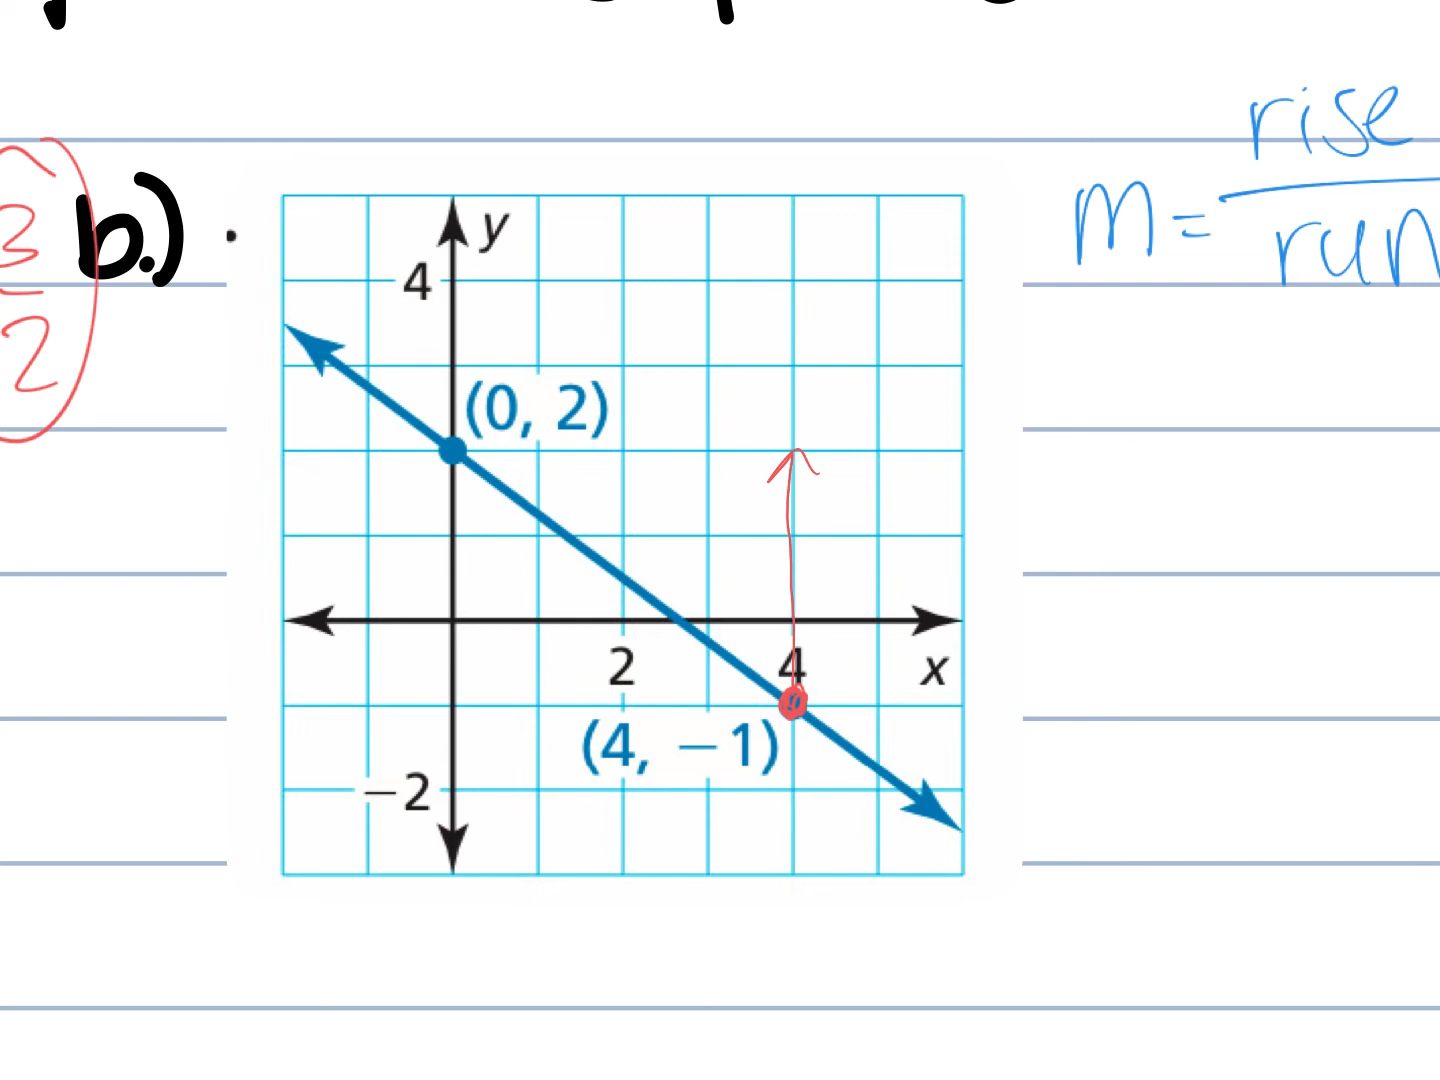 rise
m = run
3
2
b.)
y
4
(0, 2)
2
4
x
(4, −1)
−2